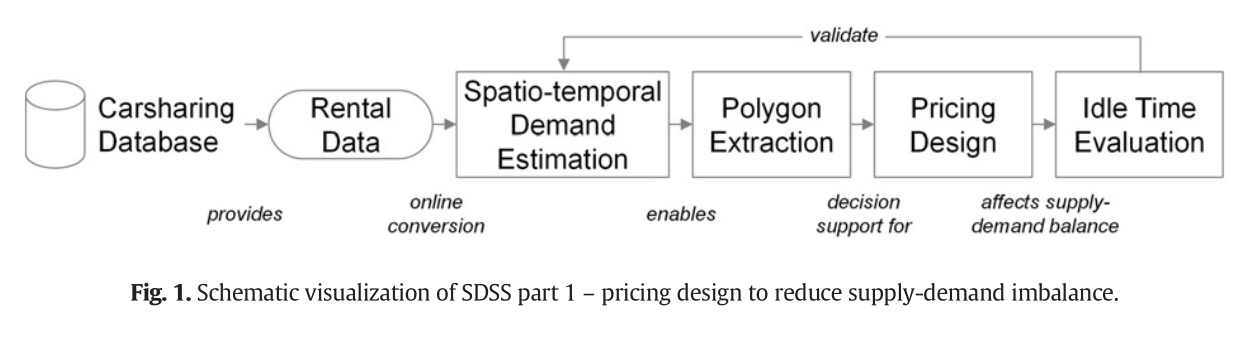 validate
Carsharing
Database
Rental
Data
Spatio-temporal
Demand
Estimation
Polygon
Extraction
Pricing
Design
Idle Time
Evaluation
provides
online
conversion
enables
decision
support for
affects supply-
demand balance
Fig. 1. Schematic visualization of SDSS part 1 – pricing design to reduce supply-demand imbalance.